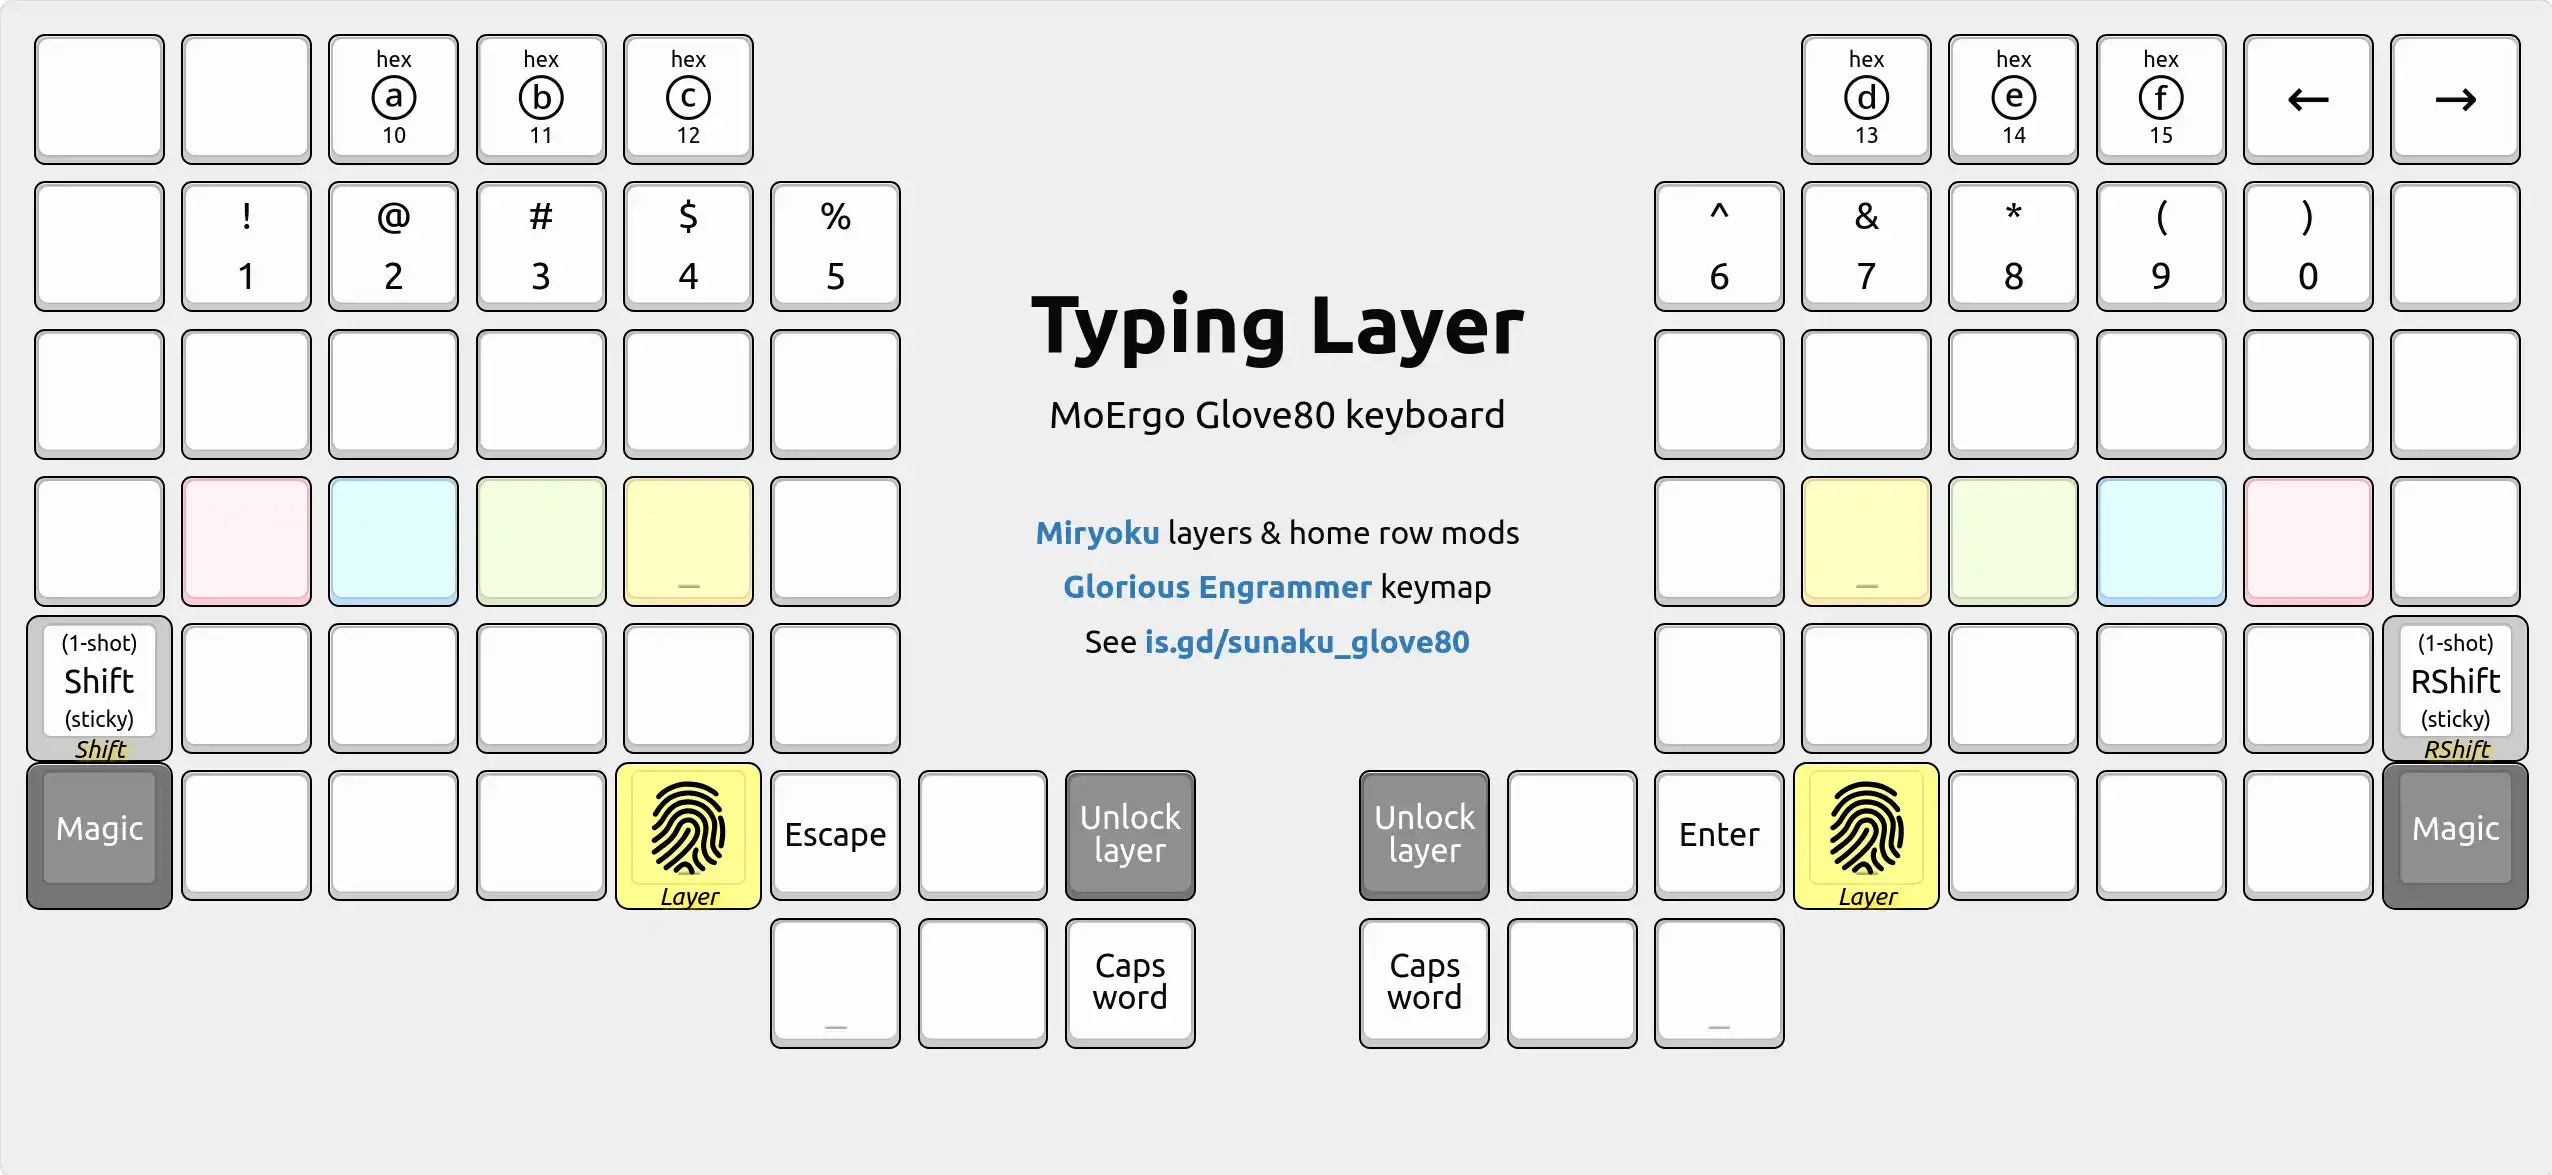 hex hex hex hex hex hex
a b c d e f ← →
10 11 12 13 14 15
! @ # $ % ^ & * ( )
1 2 3 4 5 6 7 8 9 0
Typing Layer
MoErgo Glove80 keyboard
Miryoku layers & home row mods
Glorious Engrammer keymap
See is.gd/sunaku_glove80
_ _
(1-shot) (1-shot)
Shift RShift
(sticky) (sticky)
Shift RShift
Magic Escape Unlock layer Unlock layer Enter Magic
Layer Layer
Caps word Caps word
_ _